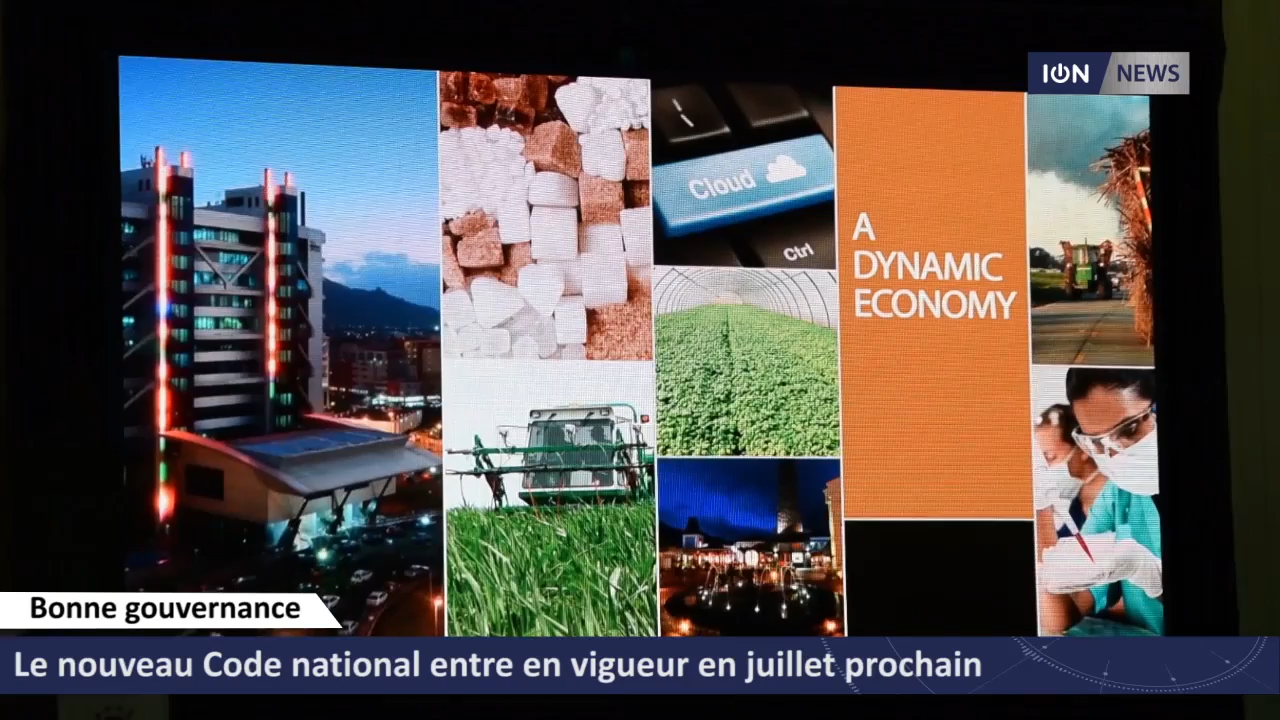 ION NEWS
Cloud
Ctrl
A
DYNAMIC
ECONOMY
Bonne gouvernance
Le nouveau Code national entre en vigueur en juillet prochain